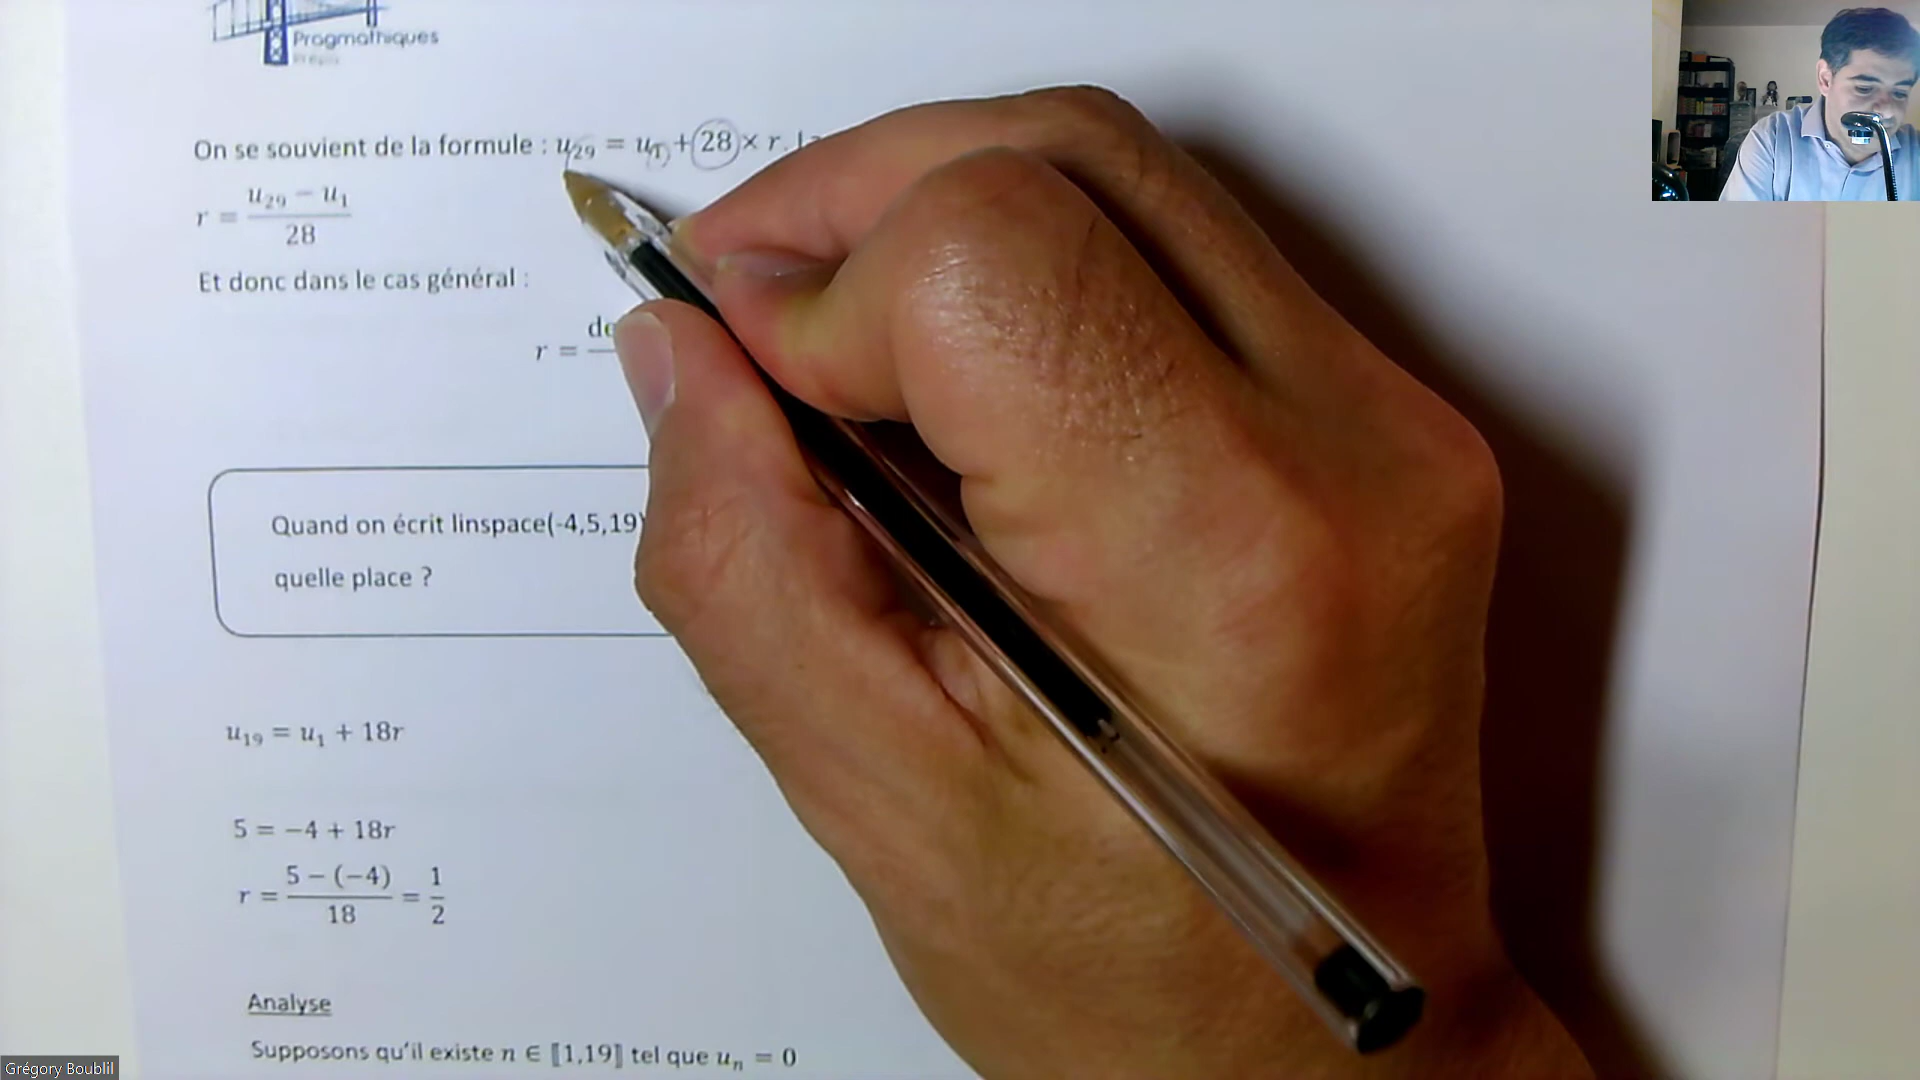 Pragmathiques
On se souvient de la formule : u₂₉ = u₁ + 28 × r.
r = (u₂₉ − u₁) / 28
Et donc dans le cas général :
r =
Quand on écrit linspace(-4,5,19)
quelle place ?
u₁₉ = u₁ + 18r
5 = −4 + 18r
r = (5 − (−4)) / 18 = 1/2
Analyse
Supposons qu'il existe n ∈ ⟦1,19⟧ tel que uₙ = 0
Grégory Boublil